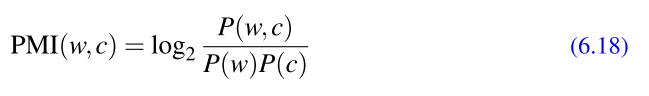 PMI(w,c) = log₂ P(w,c) / P(w)P(c) (6.18)